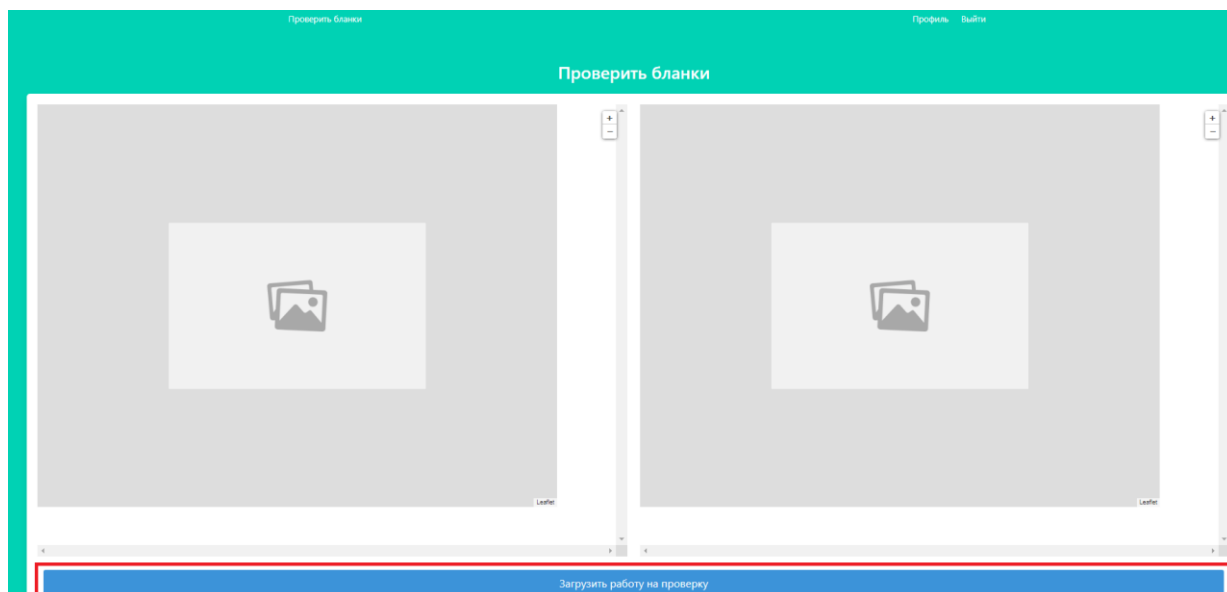 Проверить бланки
Профиль Выйти
Проверить бланки
+
−
Leaflet
+
−
Leaflet
Загрузить работу на проверку